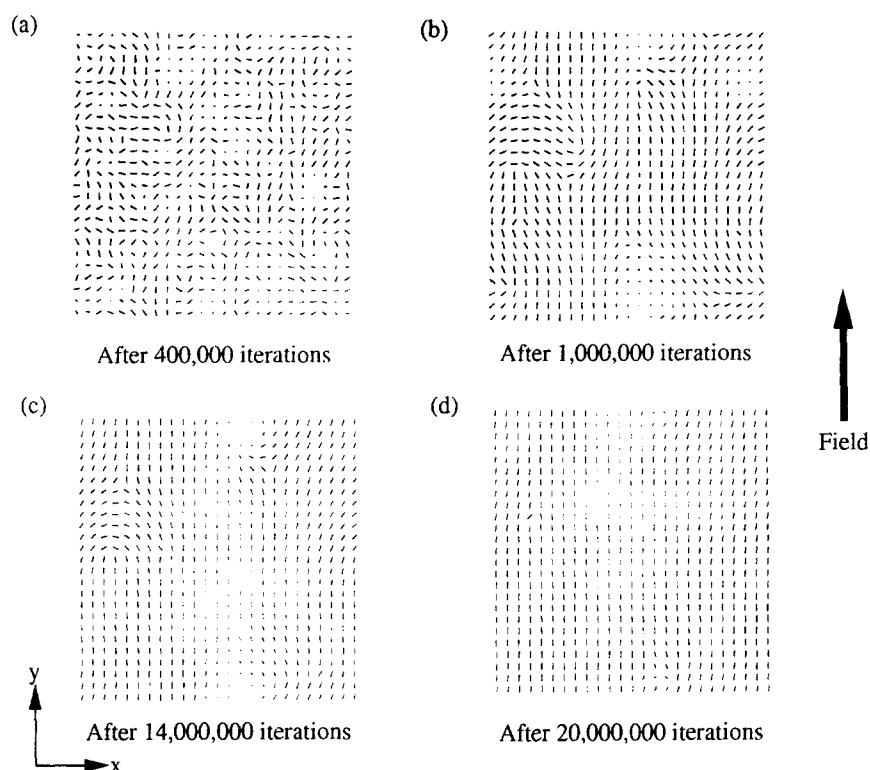 (a)
(b)
After 400,000 iterations
After 1,000,000 iterations
(c)
(d)
Field
y
After 14,000,000 iterations
After 20,000,000 iterations
x